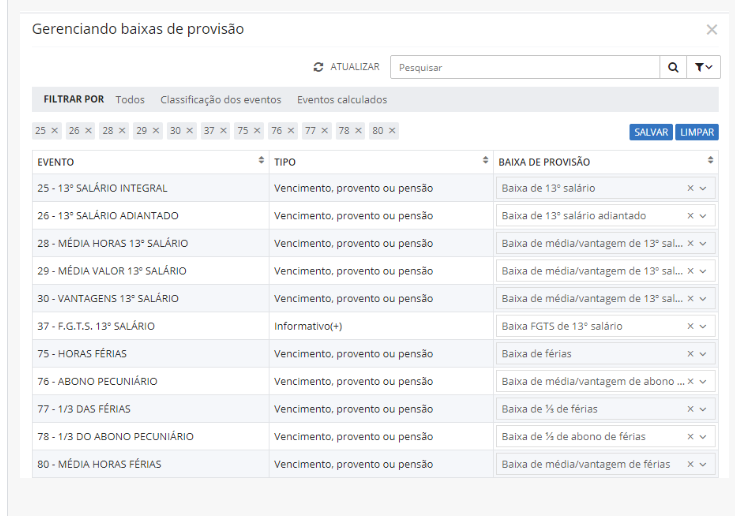 Gerenciando baixas de provisão ×
ATUALIZAR Pesquisar
FILTRAR POR Todos Classificação dos eventos Eventos calculados
25 × 26 × 28 × 29 × 30 × 37 × 75 × 76 × 77 × 78 × 80 × SALVAR LIMPAR
EVENTO TIPO BAIXA DE PROVISÃO
25 - 13º SALÁRIO INTEGRAL Vencimento, provento ou pensão Baixa de 13º salário ×
26 - 13º SALÁRIO ADIANTADO Vencimento, provento ou pensão Baixa de 13º salário adiantado ×
28 - MÉDIA HORAS 13º SALÁRIO Vencimento, provento ou pensão Baixa de média/vantagem de 13º sal... ×
29 - MÉDIA VALOR 13º SALÁRIO Vencimento, provento ou pensão Baixa de média/vantagem de 13º sal... ×
30 - VANTAGENS 13º SALÁRIO Vencimento, provento ou pensão Baixa de média/vantagem de 13º sal... ×
37 - F.G.T.S. 13º SALÁRIO Informativo(+) Baixa FGTS de 13º salário ×
75 - HORAS FÉRIAS Vencimento, provento ou pensão Baixa de férias ×
76 - ABONO PECUNIÁRIO Vencimento, provento ou pensão Baixa de média/vantagem de abono ... ×
77 - 1/3 DAS FÉRIAS Vencimento, provento ou pensão Baixa de ⅓ de férias ×
78 - 1/3 DO ABONO PECUNIÁRIO Vencimento, provento ou pensão Baixa de ⅓ de abono de férias ×
80 - MÉDIA HORAS FÉRIAS Vencimento, provento ou pensão Baixa de média/vantagem de férias ×